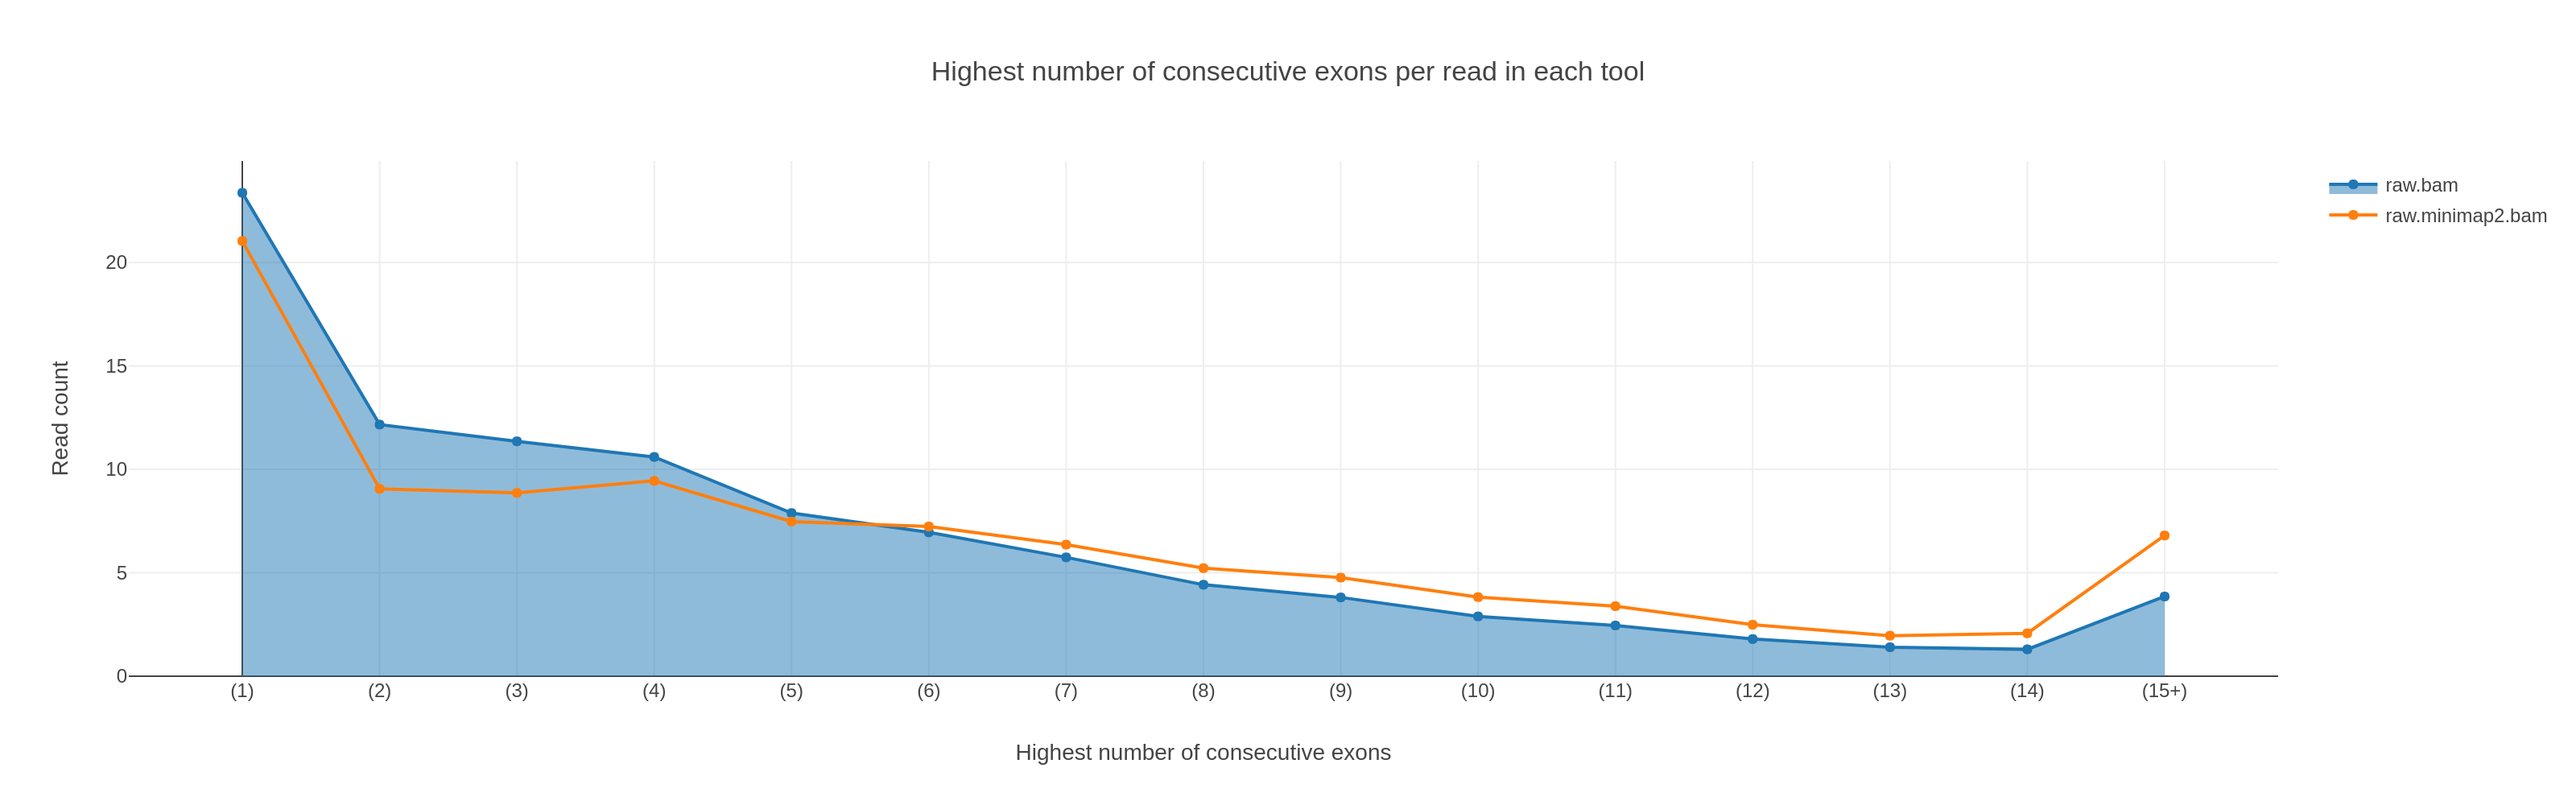 Highest number of consecutive exons per read in each tool
raw.bam
raw.minimap2.bam
Read count
20
15
10
5
0
(1) (2) (3) (4) (5) (6) (7) (8) (9) (10) (11) (12) (13) (14) (15+)
Highest number of consecutive exons